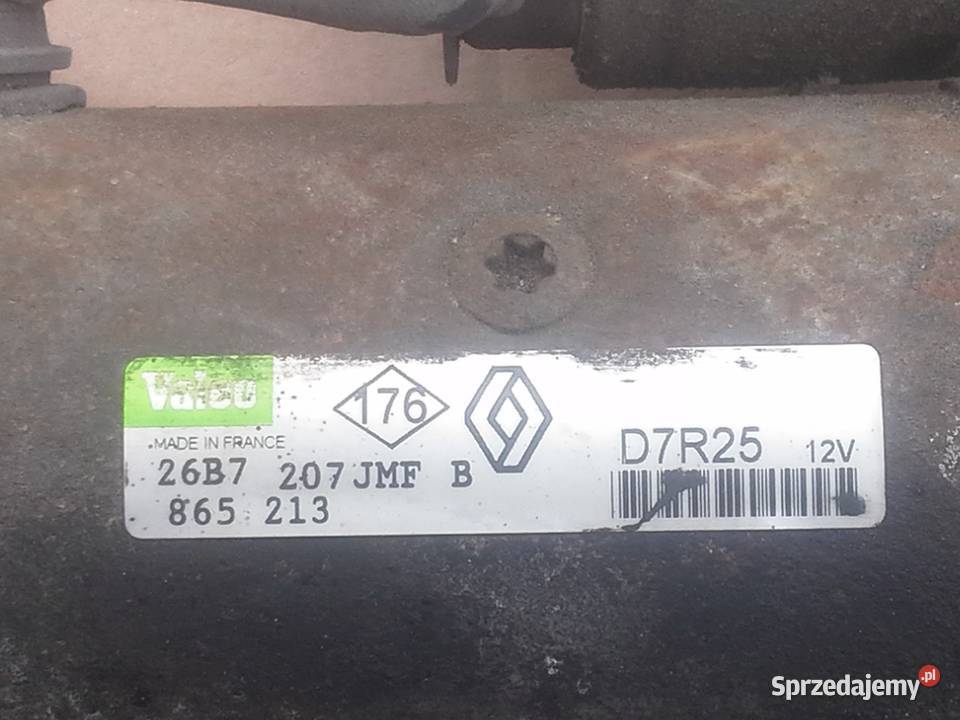 Valeo
176
MADE IN FRANCE
D7R25 12V
26B7 207JMF B
865 213
Sprzedajemy.pl